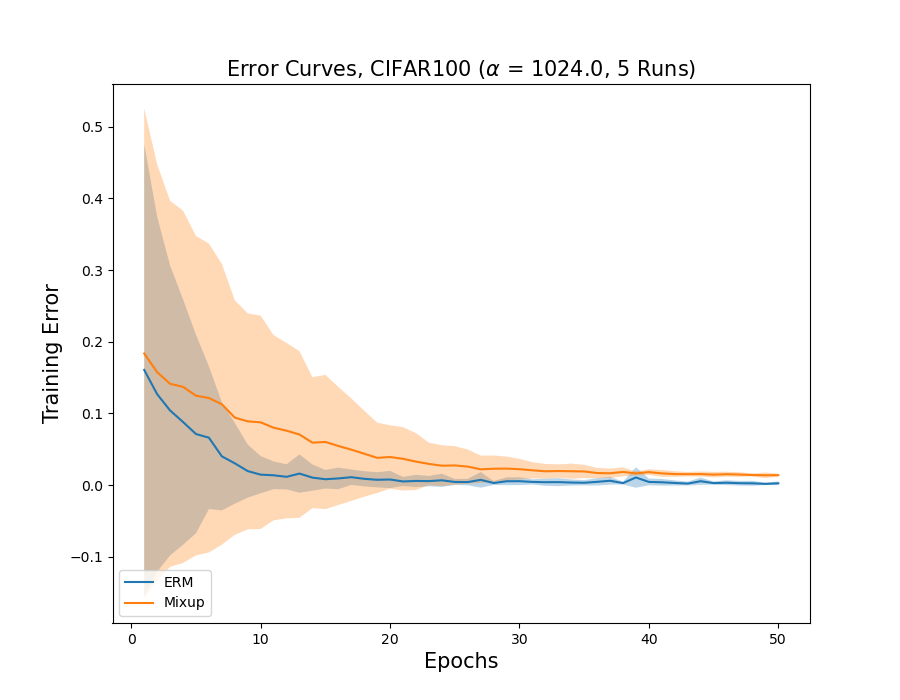 Error Curves, CIFAR100 (α = 1024.0, 5 Runs)
Training Error
0.5
0.4
0.3
0.2
0.1
0.0
−0.1
ERM
Mixup
0 10 20 30 40 50
Epochs